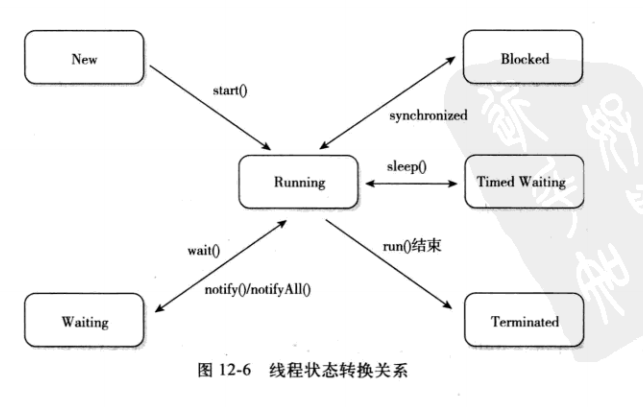 New
Blocked
start()
synchronized
Running
sleep()
Timed Waiting
wait()
run()结束
notify()/notifyAll()
Waiting
Terminated
图 12-6 线程状态转换关系